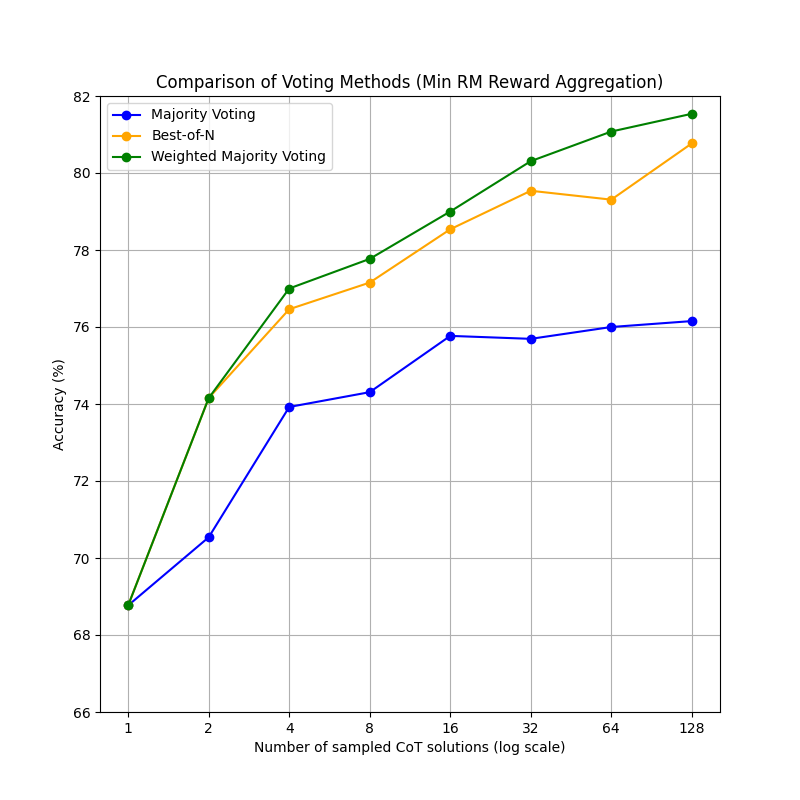 Comparison of Voting Methods (Min RM Reward Aggregation)
Majority Voting
Best-of-N
Weighted Majority Voting
82
80
78
76
74
72
70
68
66
Accuracy (%)
1 2 4 8 16 32 64 128
Number of sampled CoT solutions (log scale)